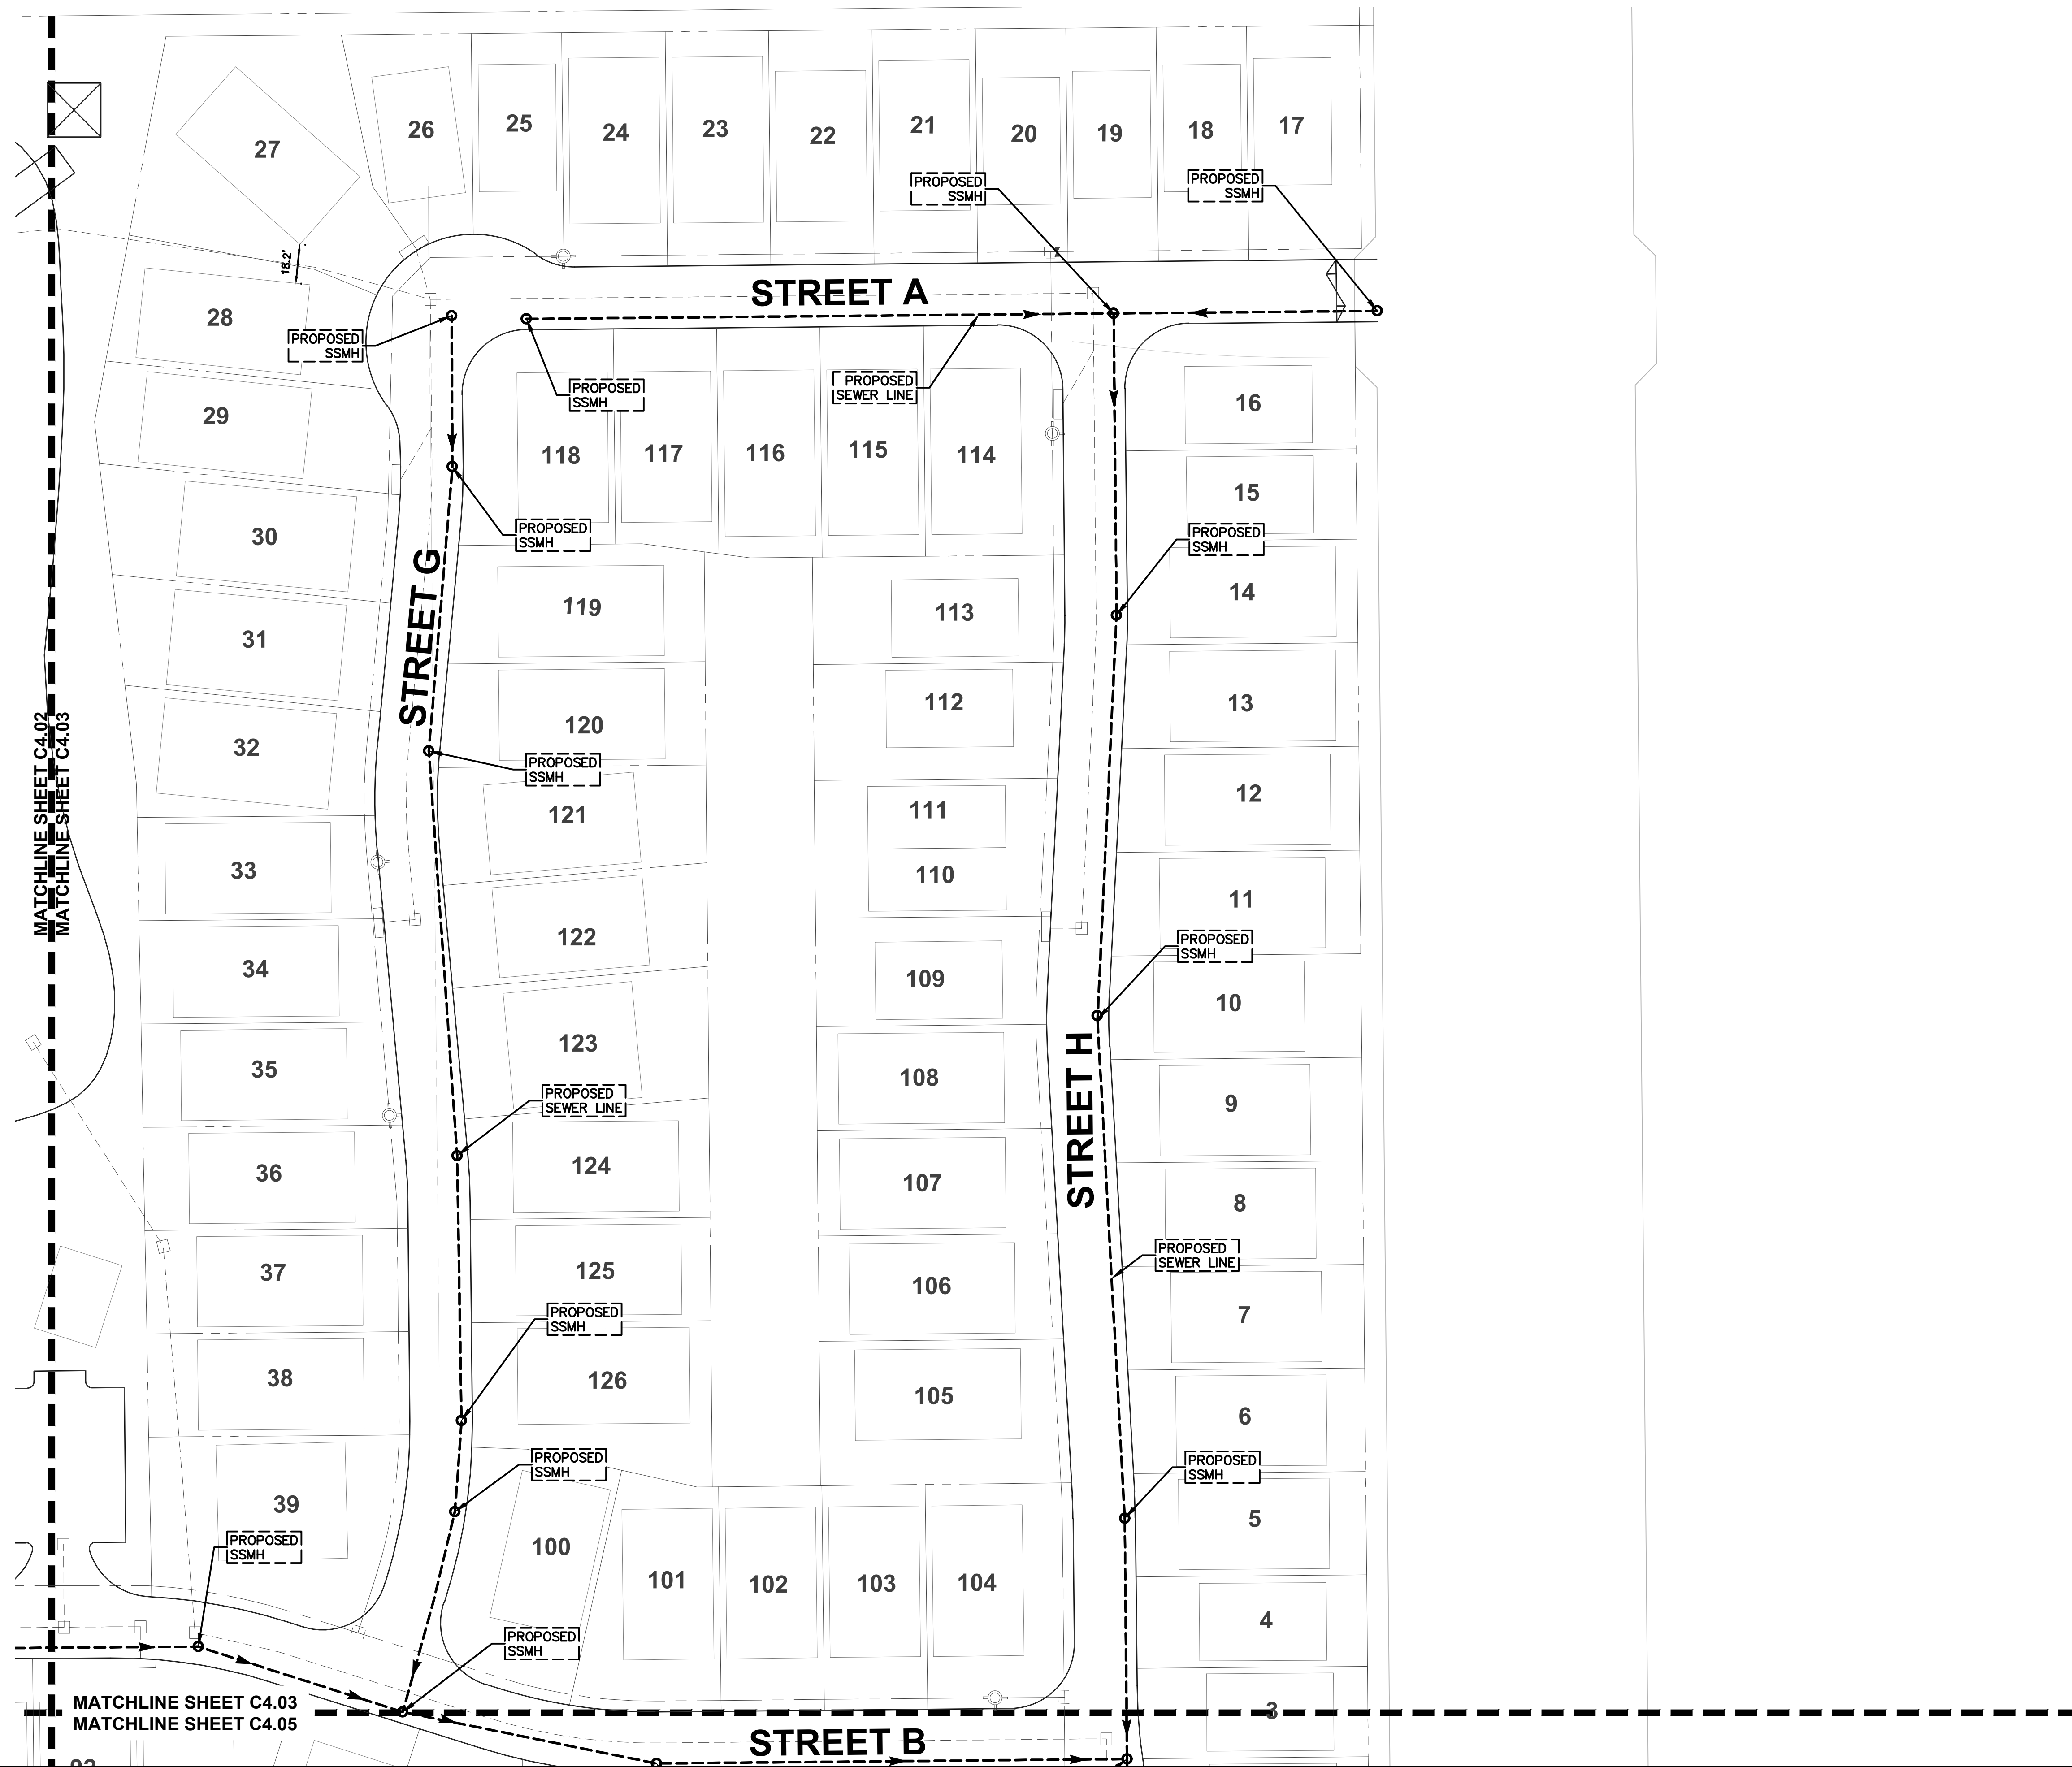 27
26
25
24
23
22
21
20
19
18
17
PROPOSED
SSMH
PROPOSED
SSMH
18.2'
STREET A
28
PROPOSED
SSMH
PROPOSED
SSMH
PROPOSED
SEWER LINE
29
16
118
117
116
115
114
15
30
PROPOSED
SSMH
PROPOSED
SSMH
STREET G
119
113
14
31
120
112
13
32
PROPOSED
SSMH
MATCHLINE SHEET C4.02
MATCHLINE SHEET C4.03
121
111
12
33
110
11
122
34
109
PROPOSED
SSMH
10
123
35
108
STREET H
9
PROPOSED
SEWER LINE
36
124
107
8
37
125
106
PROPOSED
SEWER LINE
7
PROPOSED
SSMH
38
126
105
6
PROPOSED
SSMH
PROPOSED
SSMH
39
5
PROPOSED
SSMH
100
101
102
103
104
4
PROPOSED
SSMH
MATCHLINE SHEET C4.03
MATCHLINE SHEET C4.05
3
STREET B